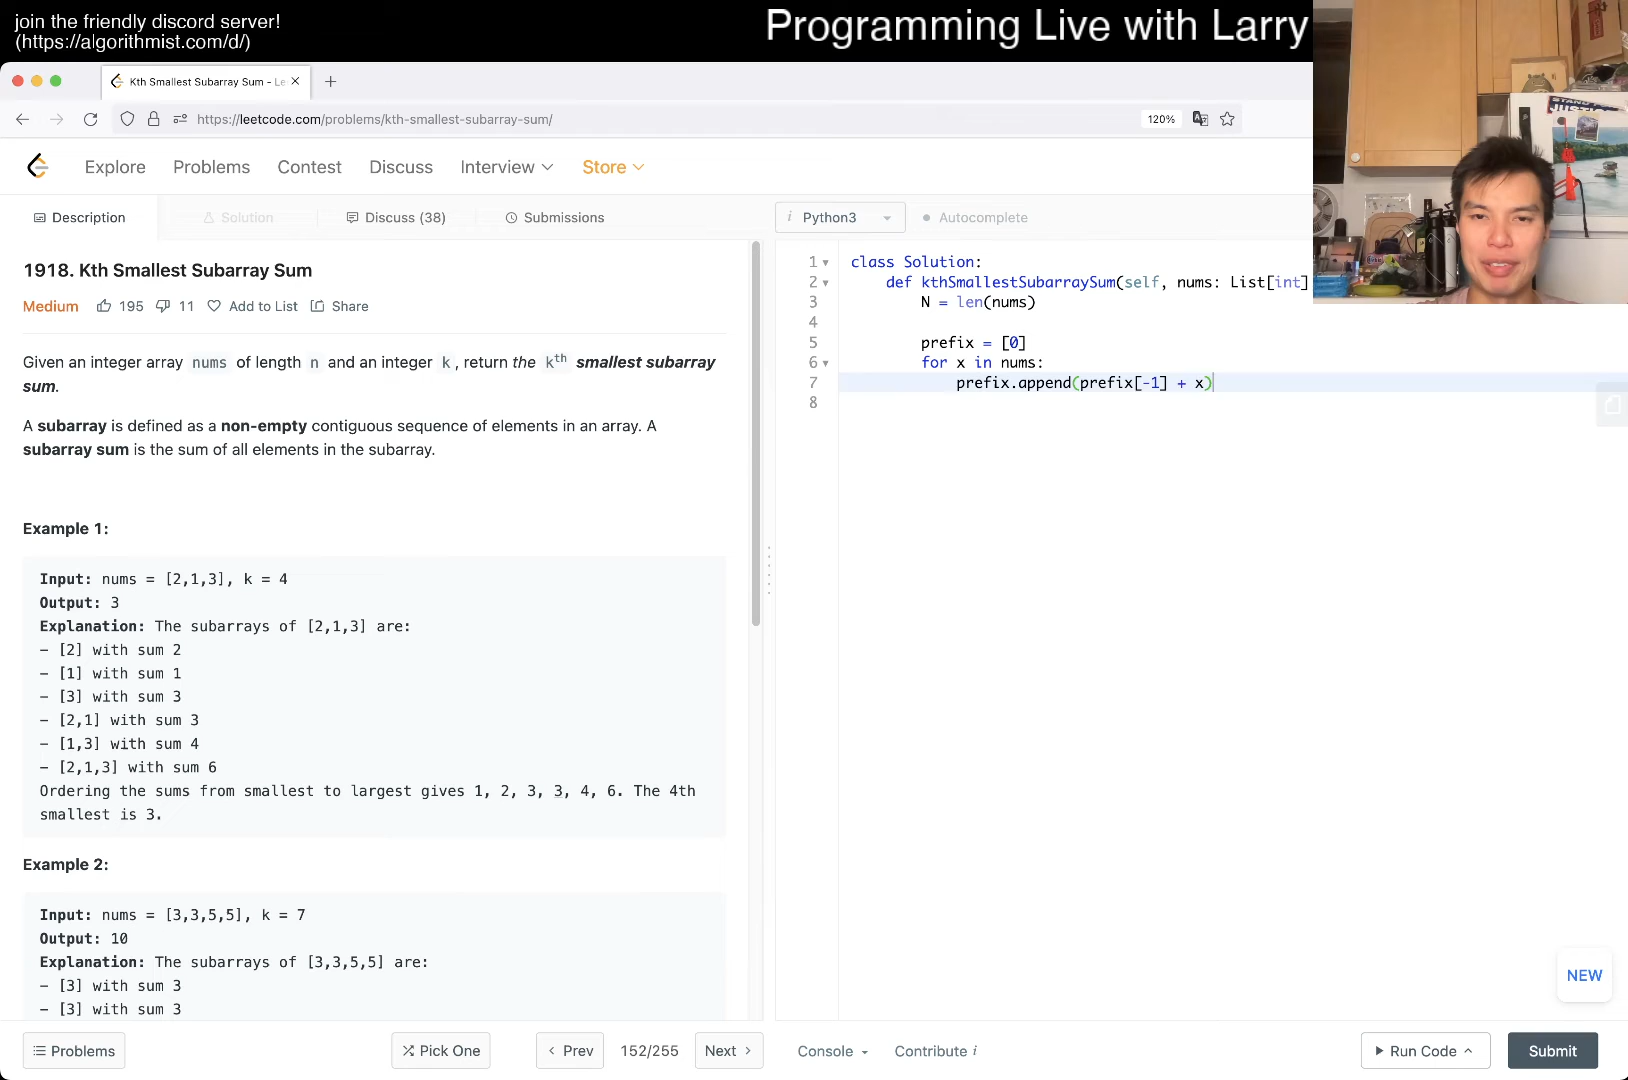 join the friendly discord server!
(https://algorithmist.com/d/)
Programming Live with Larry
Kth Smallest Subarray Sum - Le
https://leetcode.com/problems/kth-smallest-subarray-sum/
120%
Explore Problems Contest Discuss Interview Store
Description Solution Discuss (38) Submissions
i Python3 Autocomplete
1918. Kth Smallest Subarray Sum
Medium 195 11 Add to List Share
Given an integer array nums of length n and an integer k, return the kth smallest subarray
sum.
A subarray is defined as a non-empty contiguous sequence of elements in an array. A
subarray sum is the sum of all elements in the subarray.
Example 1:
Input: nums = [2,1,3], k = 4
Output: 3
Explanation: The subarrays of [2,1,3] are:
- [2] with sum 2
- [1] with sum 1
- [3] with sum 3
- [2,1] with sum 3
- [1,3] with sum 4
- [2,1,3] with sum 6
Ordering the sums from smallest to largest gives 1, 2, 3, 3, 4, 6. The 4th
smallest is 3.
Example 2:
Input: nums = [3,3,5,5], k = 7
Output: 10
Explanation: The subarrays of [3,3,5,5] are:
- [3] with sum 3
- [3] with sum 3
1 class Solution:
2 def kthSmallestSubarraySum(self, nums: List[int]
3 N = len(nums)
4
5 prefix = [0]
6 for x in nums:
7 prefix.append(prefix[-1] + x)
8
NEW
Problems Pick One Prev 152/255 Next Console Contribute i Run Code Submit